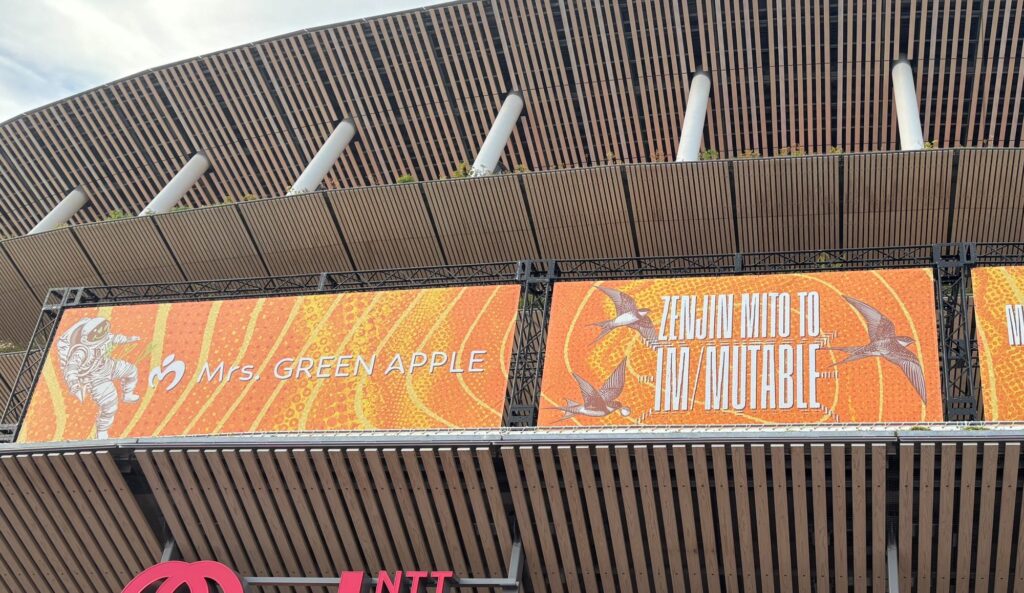 Mrs. GREEN APPLE
ZENJIN MITO TO
IM/MUTABLE
M
NTT